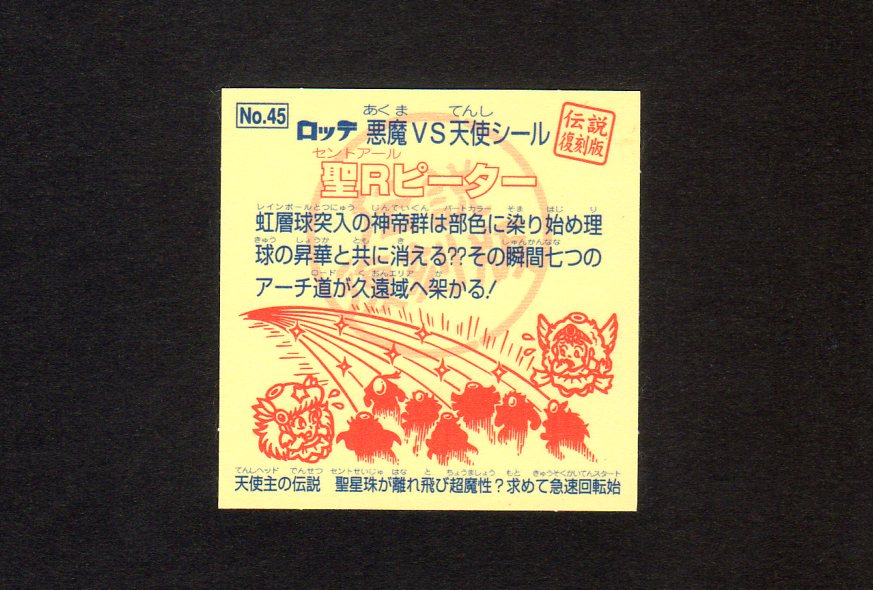 No.45
あくま てんし
ロッテ 悪魔VS天使シール
伝説
復刻版
セントアール
聖Rピーター
レインボールとつにゅう じんていくん パートカラー そま はじ り
虹層球突入の神帝群は部色に染り始め理
きゅう しょうか とも き しゅんかんなな
球の昇華と共に消える??その瞬間七つの
ロード くおんエリア か
アーチ道が久遠域へ架かる!
てんしヘッド でんせつ セントせいじゅ はな と ちょうましょう もと きゅうそくかいてんスタート
天使主の伝説 聖星珠が離れ飛び超魔性?求めて急速回転始